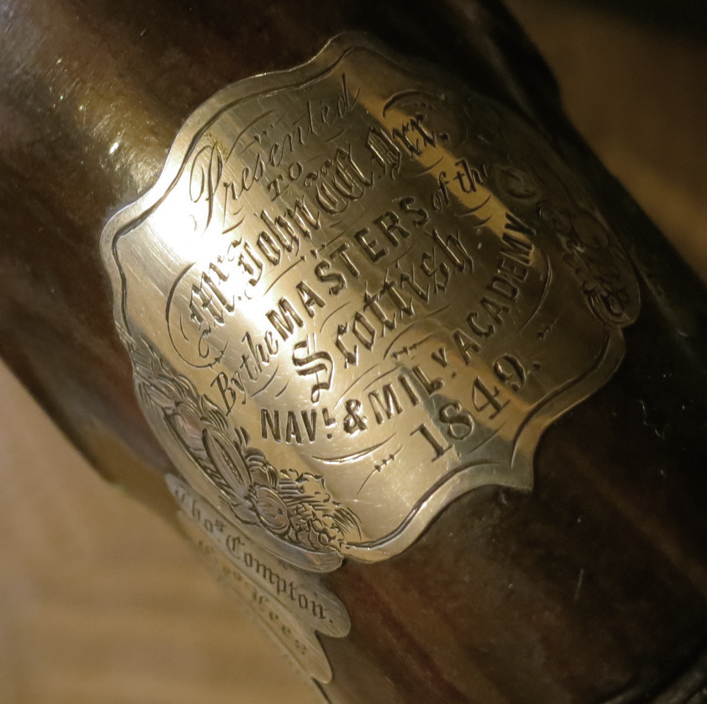 Presented
TO
Mr. John W. Orr.
By the MASTERS of the
Scottish
NAVL. & MILY ACADEMY
1849.
Thos. Compton.